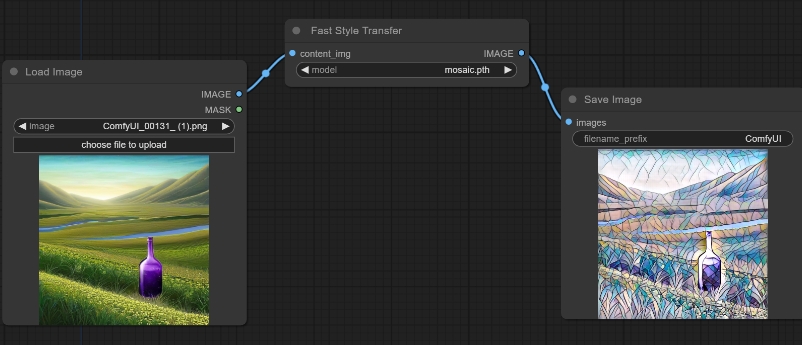 Load Image
IMAGE
MASK
image ComfyUI_00131_ (1).png
choose file to upload
Fast Style Transfer
content_img IMAGE
model mosaic.pth
Save Image
images
filename_prefix ComfyUI